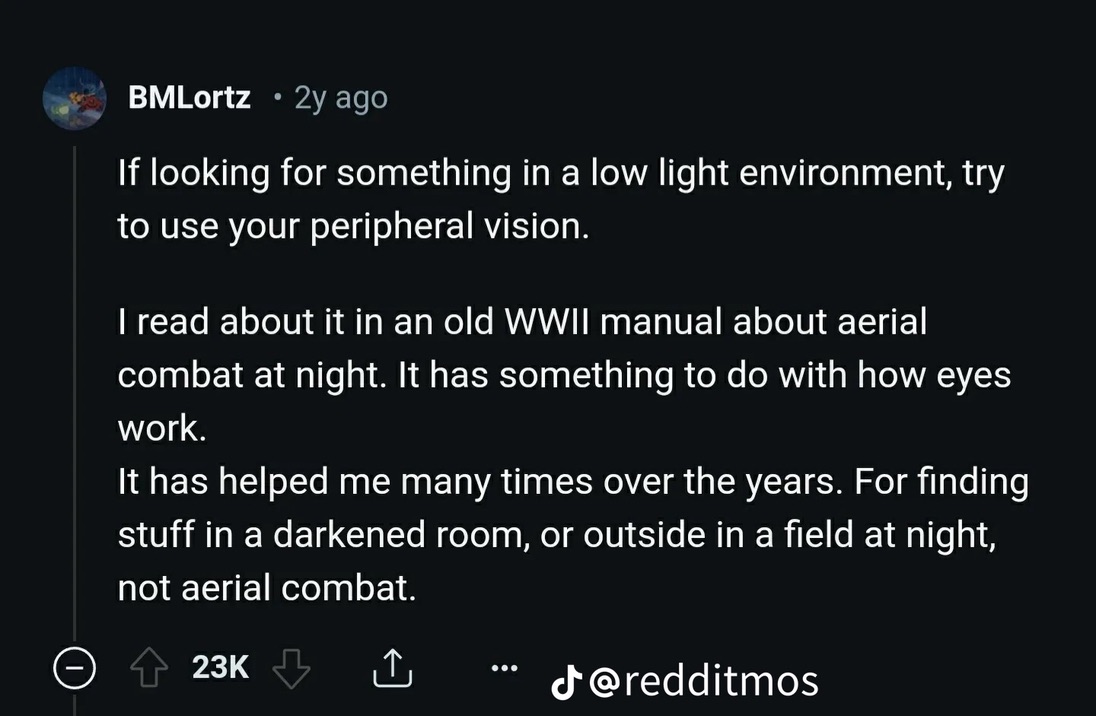 BMLortz • 2y ago
If looking for something in a low light environment, try
to use your peripheral vision.
I read about it in an old WWII manual about aerial
combat at night. It has something to do with how eyes
work.
It has helped me many times over the years. For finding
stuff in a darkened room, or outside in a field at night,
not aerial combat.
23K
@redditmos